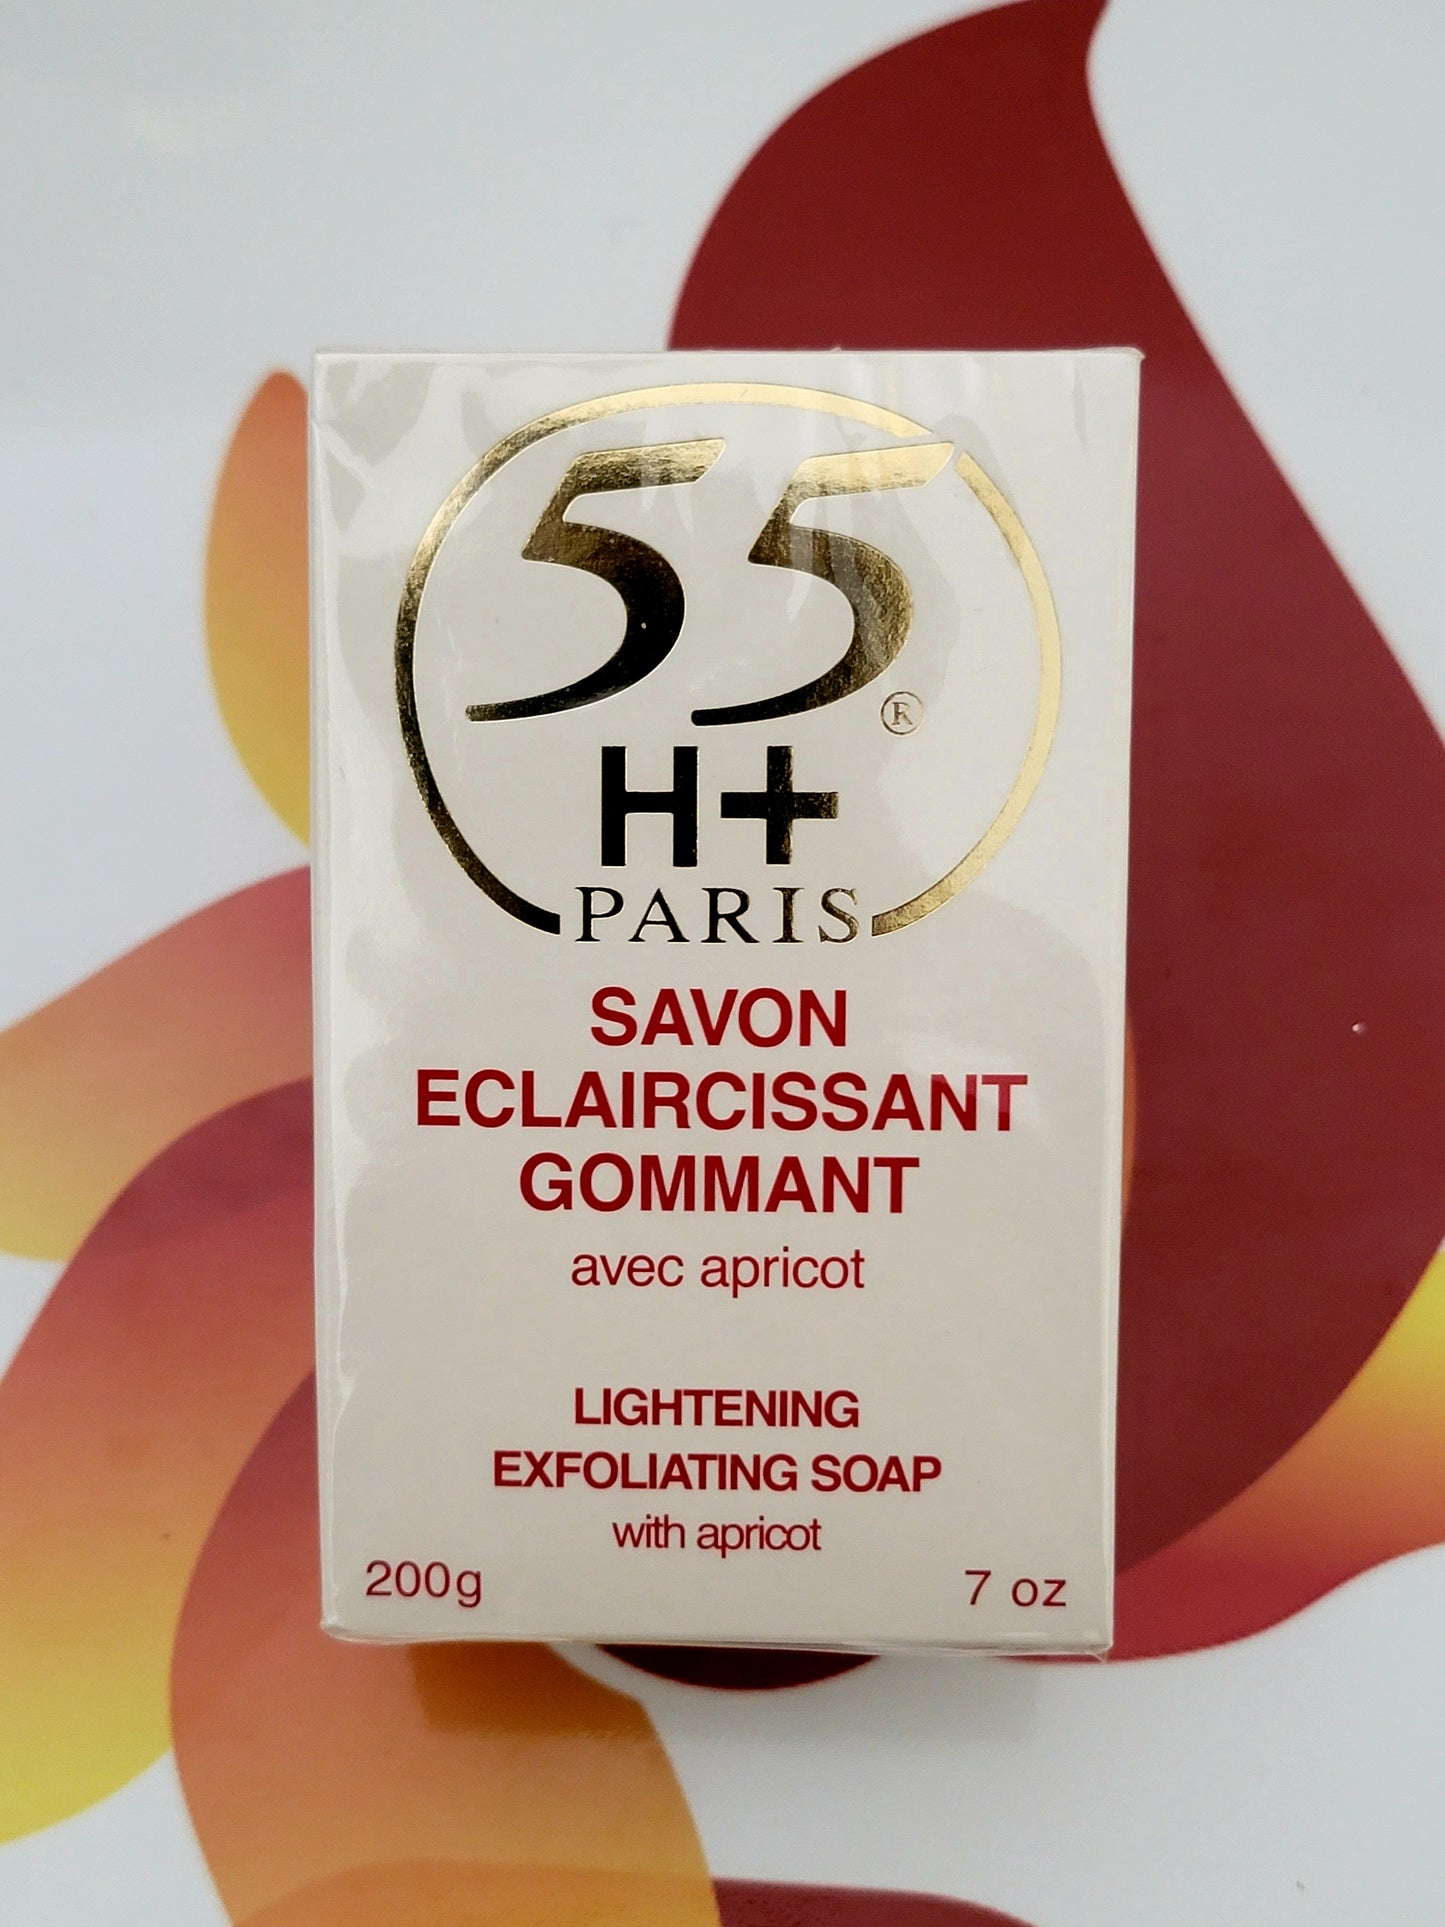 55®
H+
PARIS
SAVON
ECLAIRCISSANT
GOMMANT
avec apricot
LIGHTENING
EXFOLIATING SOAP
with apricot
200g 7 oz